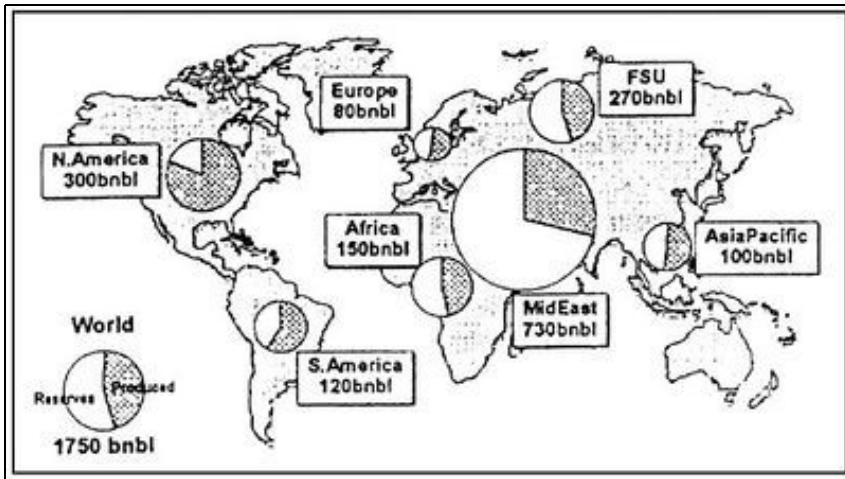 Europe
80bnbl
FSU
270bnbl
N.America
300bnbl
Africa
150bnbl
AsiaPacific
100bnbl
MidEast
730bnbl
S.America
120bnbl
World
Reserves
Produced
1750 bnbl